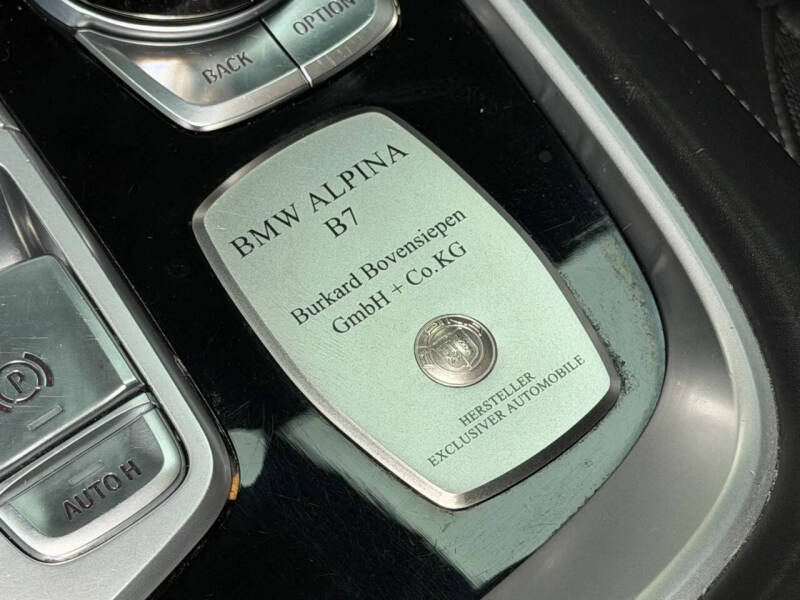 BACK
OPTION
BMW ALPINA
B7
Burkard Bovensiepen
GmbH + Co.KG
HERSTELLER
EXCLUSIVER AUTOMOBILE
P
AUTO H